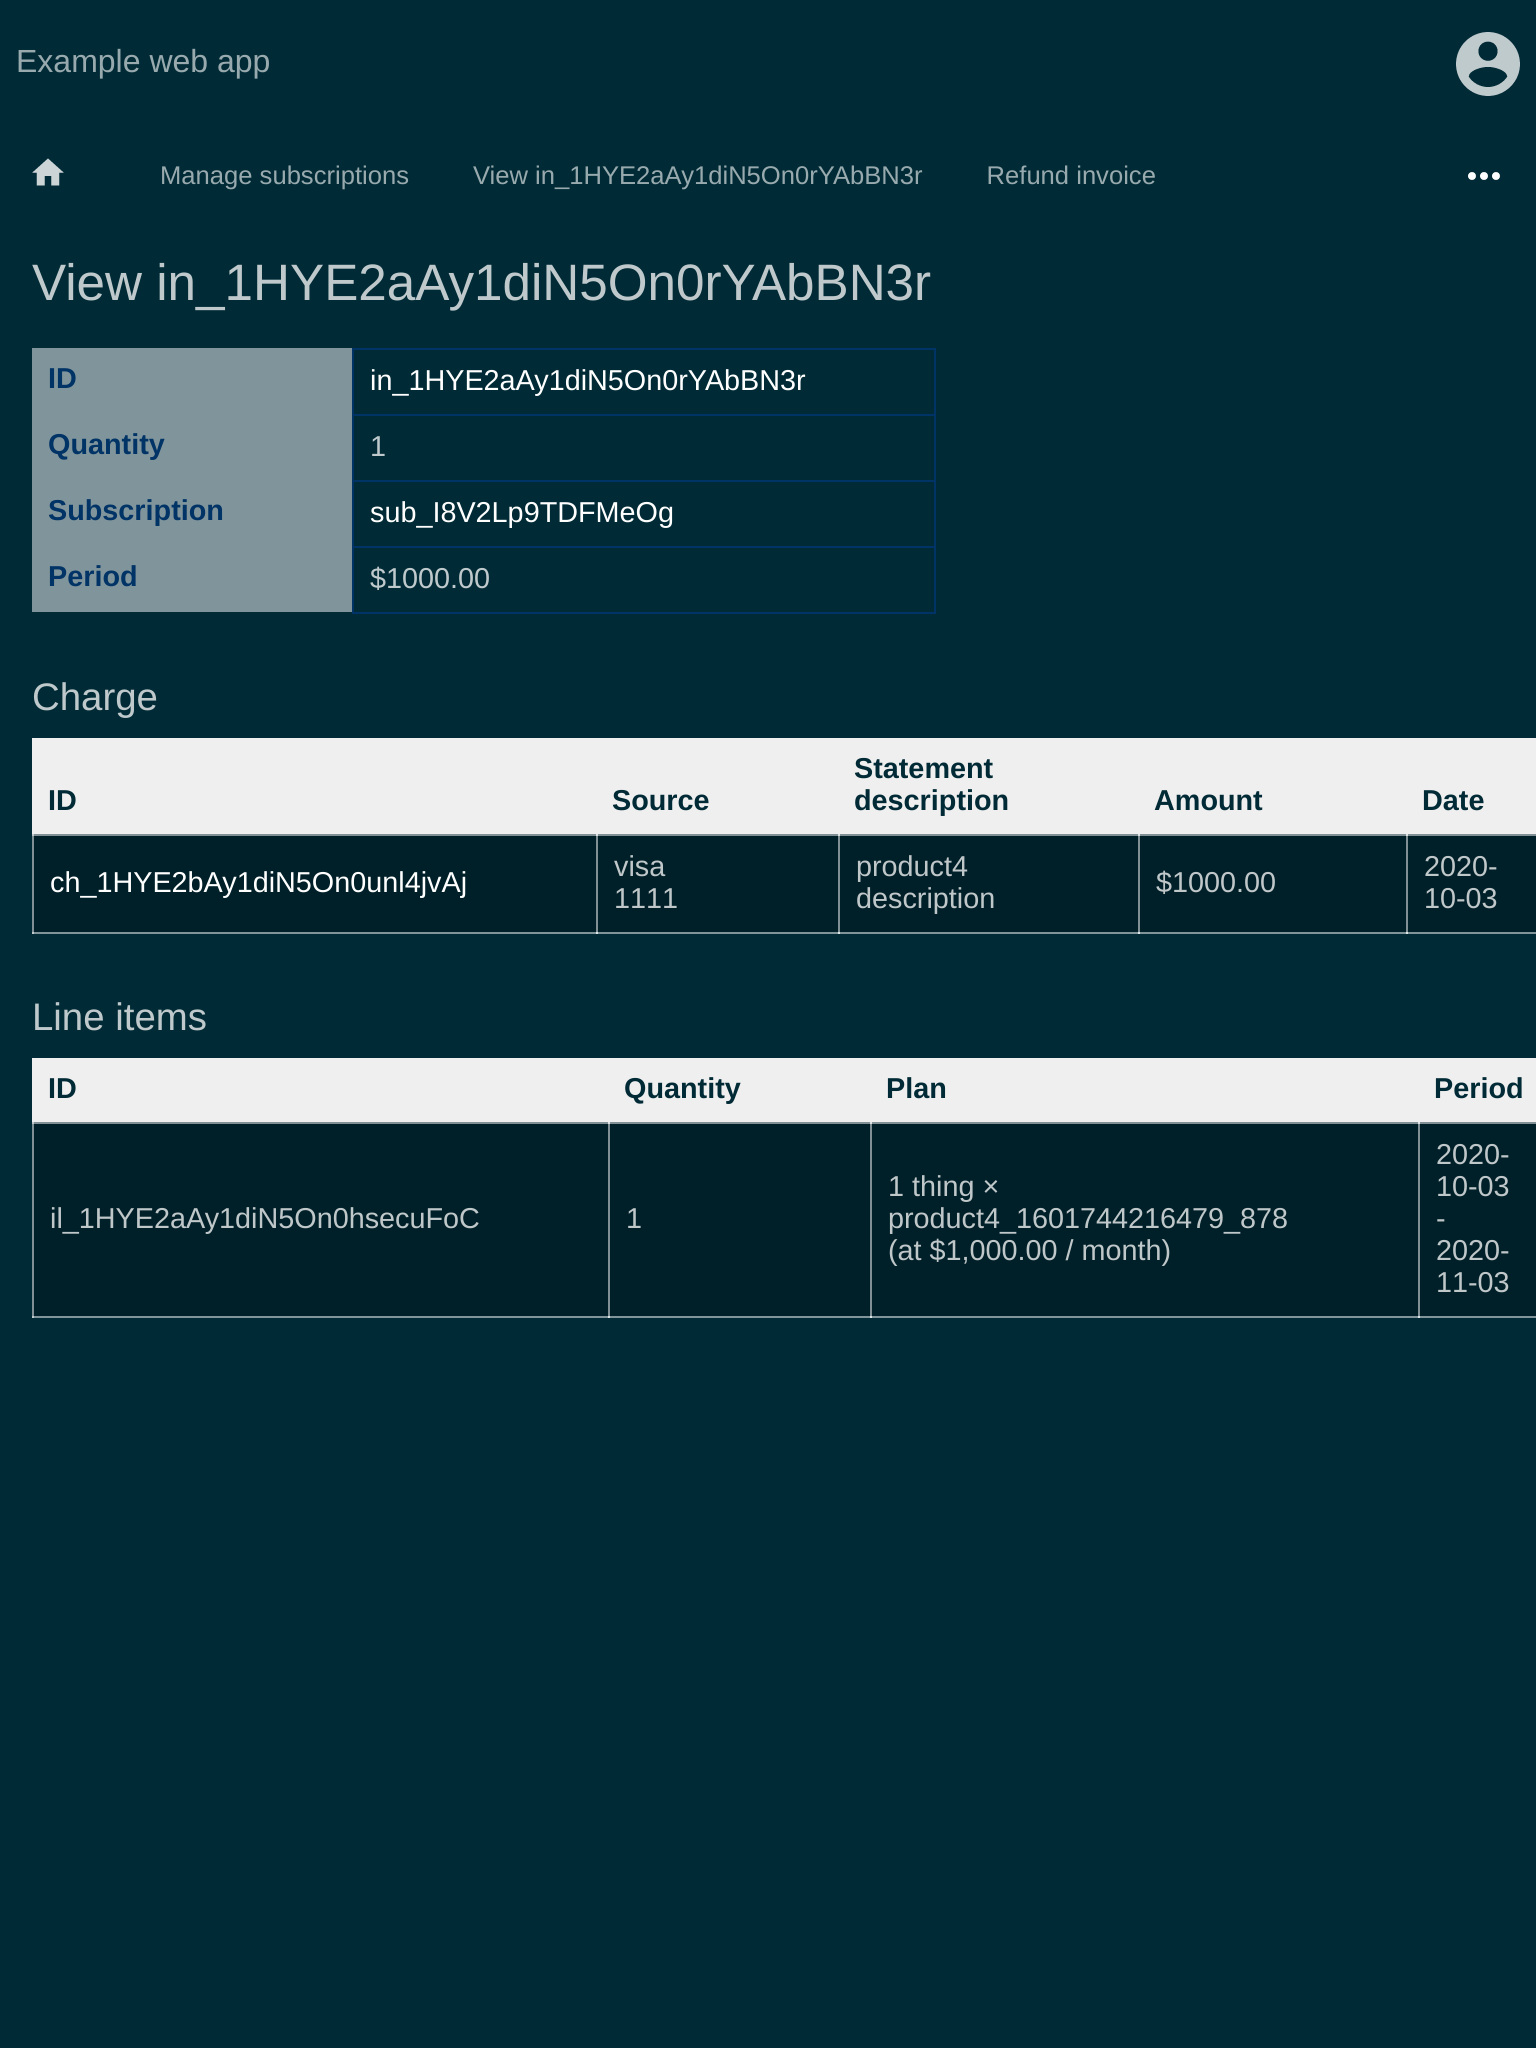 Example web app
Manage subscriptions View in_1HYE2aAy1diN5On0rYAbBN3r Refund invoice
View in_1HYE2aAy1diN5On0rYAbBN3r
ID in_1HYE2aAy1diN5On0rYAbBN3r
Quantity 1
Subscription sub_I8V2Lp9TDFMeOg
Period $1000.00
Charge
ID Source Statement description Amount Date
ch_1HYE2bAy1diN5On0unl4jvAj visa 1111 product4 description $1000.00 2020-10-03
Line items
ID Quantity Plan Period
il_1HYE2aAy1diN5On0hsecuFoC 1 1 thing × product4_1601744216479_878 (at $1,000.00 / month) 2020-10-03 - 2020-11-03